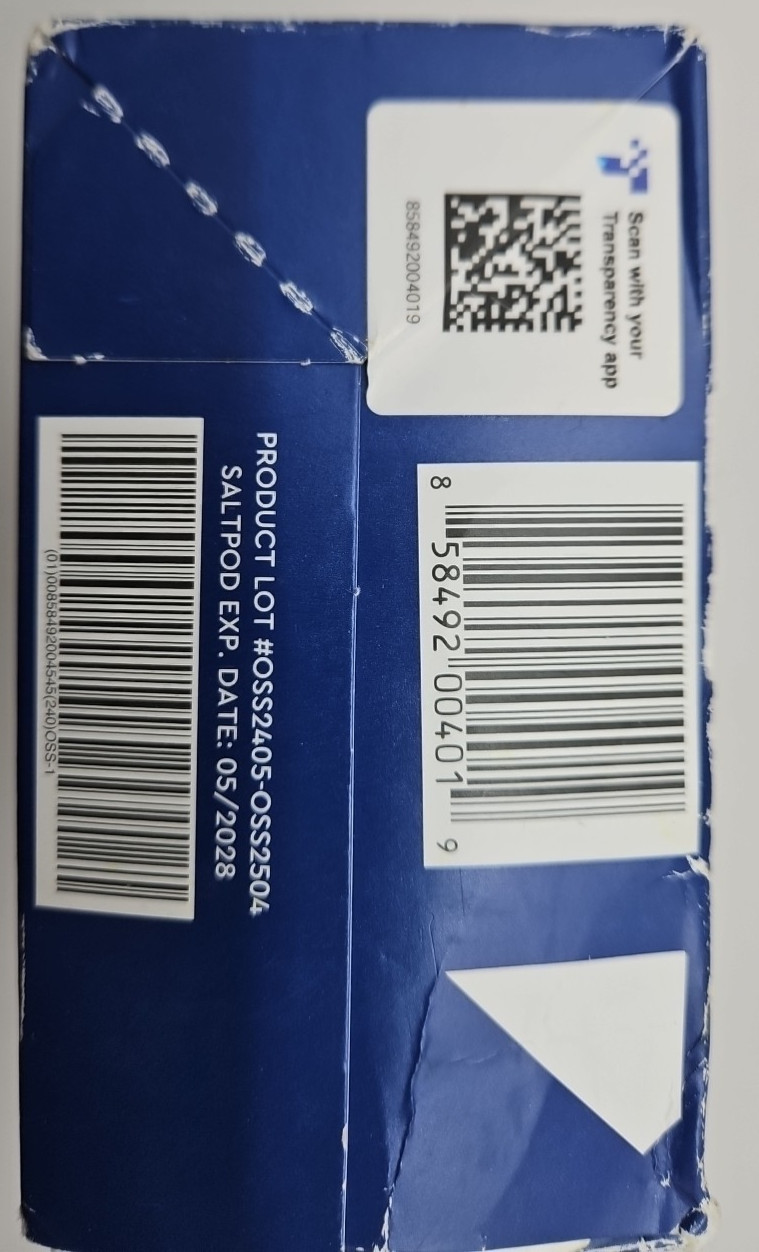 Scan with your
Transparency app
858492004019
8 58492 00401 9
PRODUCT LOT #OSS2405-OSS2504
SALTPOD EXP. DATE: 05/2028
(01)00858492004545(240)OSS-1